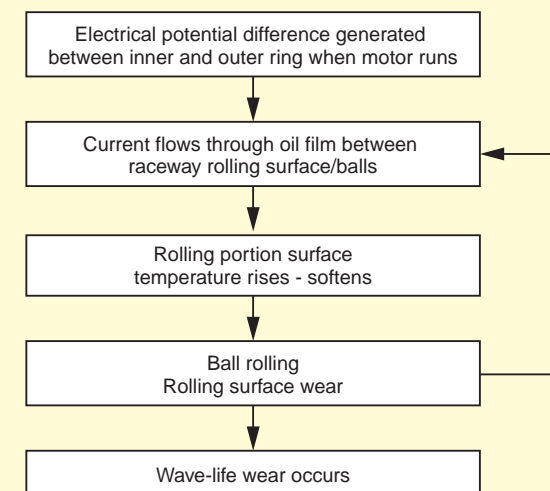 Electrical potential difference generated
between inner and outer ring when motor runs
Current flows through oil film between
raceway rolling surface/balls
Rolling portion surface
temperature rises - softens
Ball rolling
Rolling surface wear
Wave-life wear occurs